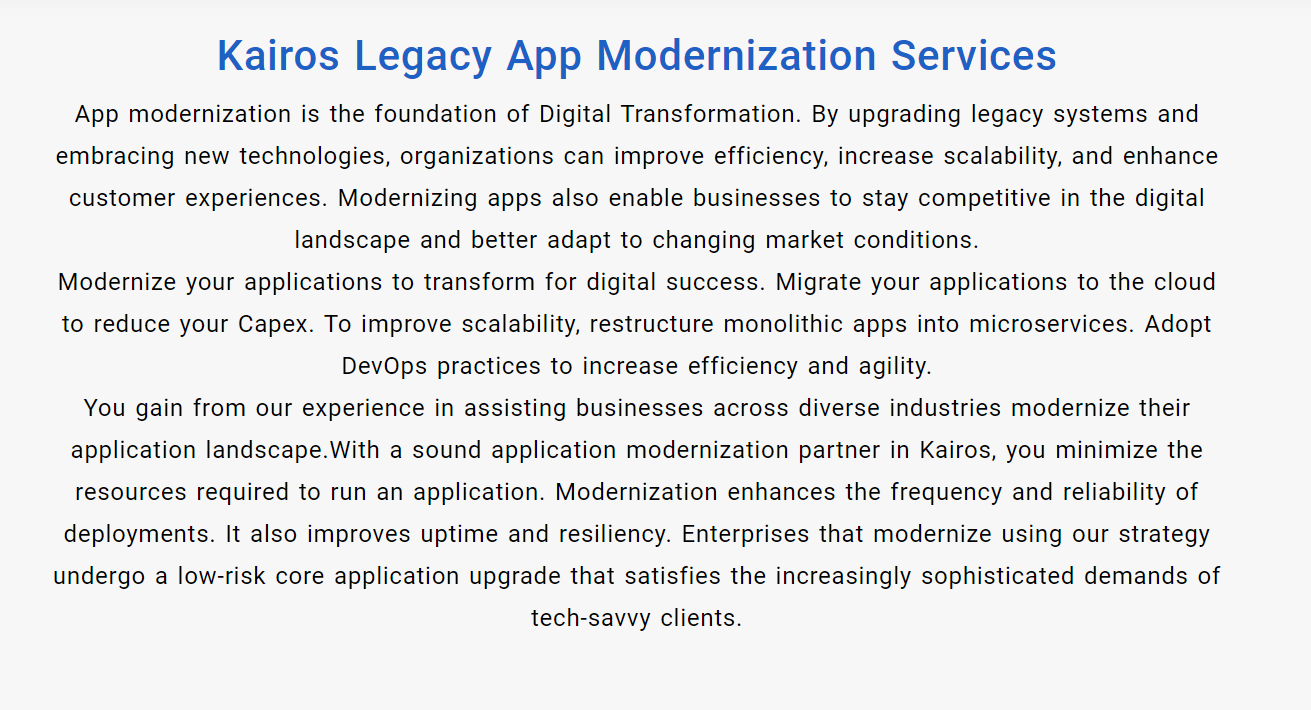 Kairos Legacy App Modernization Services
App modernization is the foundation of Digital Transformation. By upgrading legacy systems and
embracing new technologies, organizations can improve efficiency, increase scalability, and enhance
customer experiences. Modernizing apps also enable businesses to stay competitive in the digital
landscape and better adapt to changing market conditions.
Modernize your applications to transform for digital success. Migrate your applications to the cloud
to reduce your Capex. To improve scalability, restructure monolithic apps into microservices. Adopt
DevOps practices to increase efficiency and agility.
You gain from our experience in assisting businesses across diverse industries modernize their
application landscape.With a sound application modernization partner in Kairos, you minimize the
resources required to run an application. Modernization enhances the frequency and reliability of
deployments. It also improves uptime and resiliency. Enterprises that modernize using our strategy
undergo a low-risk core application upgrade that satisfies the increasingly sophisticated demands of
tech-savvy clients.